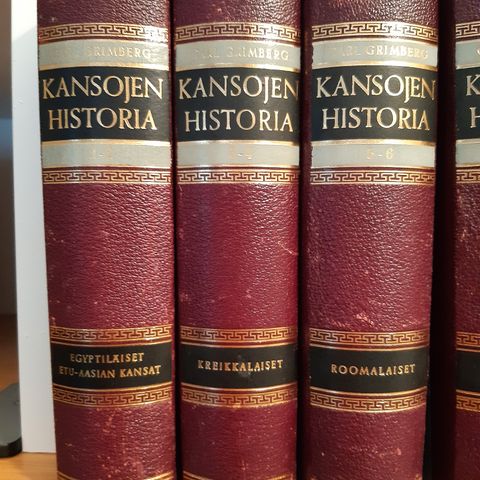 CARL GRIMBERG
KANSOJEN
HISTORIA
EGYPTILÄISET
ETU-AASIAN KANSAT
CARL GRIMBERG
KANSOJEN
HISTORIA
KREIKKALAISET
CARL GRIMBERG
KANSOJEN
HISTORIA
5-6
ROOMALAISET
K
H